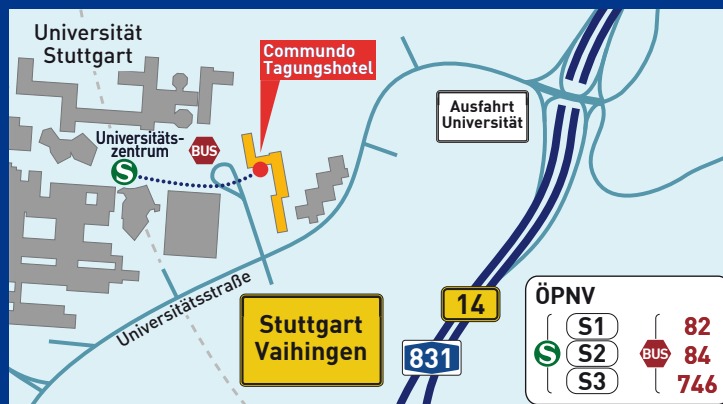 Universität
Stuttgart
Commundo
Tagungshotel
Universitäts-
zentrum
BUS
S
Ausfahrt
Universität
Universitätsstraße
Stuttgart
Vaihingen
14
831
ÖPNV
S1 82
S S2 BUS 84
S3 746